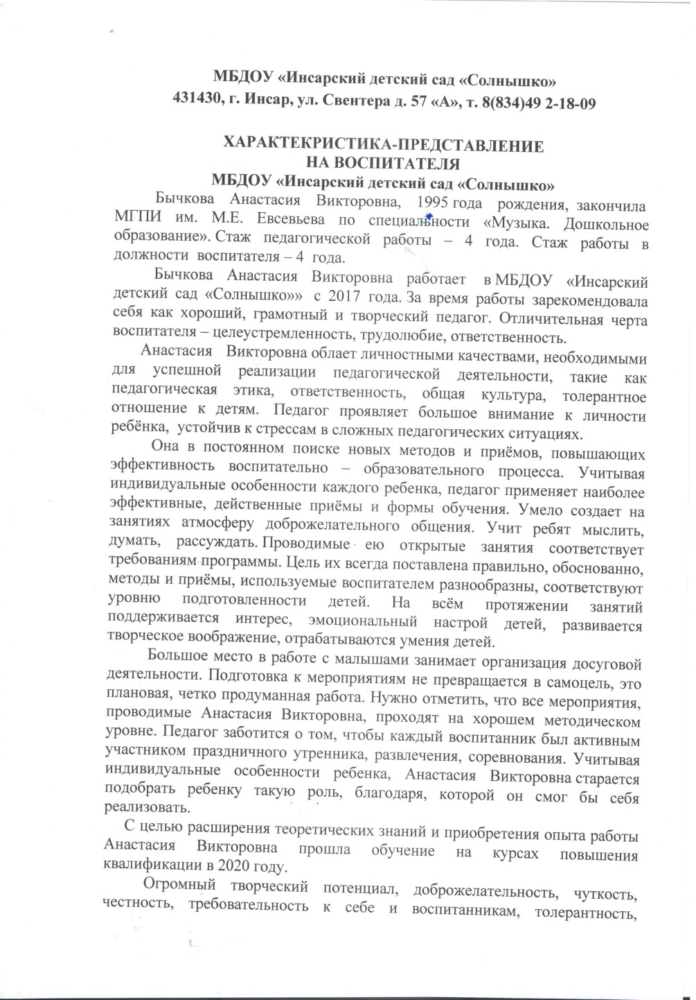 МБДОУ «Инсарский детский сад «Солнышко»
431430, г. Инсар, ул. Свентера д. 57 «А», т. 8(834)49 2-18-09
ХАРАКТЕКРИСТИКА-ПРЕДСТАВЛЕНИЕ
НА ВОСПИТАТЕЛЯ
МБДОУ «Инсарский детский сад «Солнышко»
Бычкова Анастасия Викторовна, 1995 года рождения, закончила
МГПИ им. М.Е. Евсевьева по специальности «Музыка. Дошкольное
образование». Стаж педагогической работы – 4 года. Стаж работы в
должности воспитателя – 4 года.
Бычкова Анастасия Викторовна работает в МБДОУ «Инсарский
детский сад «Солнышко»» с 2017 года. За время работы зарекомендовала
себя как хороший, грамотный и творческий педагог. Отличительная черта
воспитателя – целеустремленность, трудолюбие, ответственность.
Анастасия Викторовна облает личностными качествами, необходимыми
для успешной реализации педагогической деятельности, такие как
педагогическая этика, ответственность, общая культура, толерантное
отношение к детям. Педагог проявляет большое внимание к личности
ребёнка, устойчив к стрессам в сложных педагогических ситуациях.
Она в постоянном поиске новых методов и приёмов, повышающих
эффективность воспитательно – образовательного процесса. Учитывая
индивидуальные особенности каждого ребенка, педагог применяет наиболее
эффективные, действенные приёмы и формы обучения. Умело создает на
занятиях атмосферу доброжелательного общения. Учит ребят мыслить,
думать, рассуждать. Проводимые ею открытые занятия соответствует
требованиям программы. Цель их всегда поставлена правильно, обоснованно,
методы и приёмы, используемые воспитателем разнообразны, соответствуют
уровню подготовленности детей. На всём протяжении занятий
поддерживается интерес, эмоциональный настрой детей, развивается
творческое воображение, отрабатываются умения детей.
Большое место в работе с малышами занимает организация досуговой
деятельности. Подготовка к мероприятиям не превращается в самоцель, это
плановая, четко продуманная работа. Нужно отметить, что все мероприятия,
проводимые Анастасия Викторовна, проходят на хорошем методическом
уровне. Педагог заботится о том, чтобы каждый воспитанник был активным
участником праздничного утренника, развлечения, соревнования. Учитывая
индивидуальные особенности ребенка, Анастасия Викторовна старается
подобрать ребенку такую роль, благодаря, которой он смог бы себя
реализовать.
С целью расширения теоретических знаний и приобретения опыта работы
Анастасия Викторовна прошла обучение на курсах повышения
квалификации в 2020 году.
Огромный творческий потенциал, доброжелательность, чуткость,
честность, требовательность к себе и воспитанникам, толерантность,